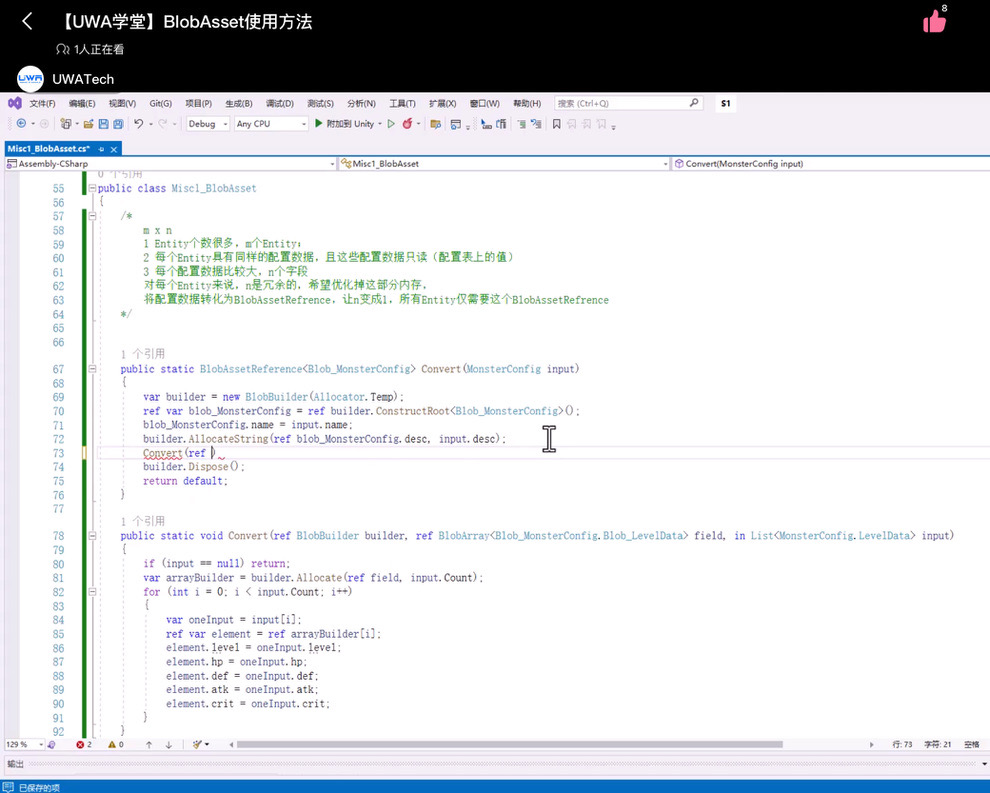 【UWA学堂】BlobAsset使用方法
8
1人正在看
UWA UWATech
文件(F) 编辑(E) 视图(V) Git(G) 项目(P) 生成(B) 调试(D) 测试(S) 分析(N) 工具(T) 扩展(X) 窗口(W) 帮助(H) 搜索 (Ctrl+Q) S1
Debug Any CPU 附加到 Unity
Misc1_BlobAsset.cs*
Assembly-CSharp Misc1_BlobAsset Convert(MonsterConfig input)
0 个引用
55 public class Misc1_BlobAsset
56 {
57 /*
58 m x n
59 1 Entity个数很多，m个Entity；
60 2 每个Entity具有同样的配置数据，且这些配置数据只读（配置表上的值）
61 3 每个配置数据比较大，n个字段
62 对每个Entity来说，n是冗余的，希望优化掉这部分内存，
63 将配置数据转化为BlobAssetRefrence，让n变成1，所有Entity仅需要这个BlobAssetRefrence
64 */
65
66
1 个引用
67 public static BlobAssetReference<Blob_MonsterConfig> Convert(MonsterConfig input)
68 {
69 var builder = new BlobBuilder(Allocator.Temp);
70 ref var blob_MonsterConfig = ref builder.ConstructRoot<Blob_MonsterConfig>();
71 blob_MonsterConfig.name = input.name;
72 builder.AllocateString(ref blob_MonsterConfig.desc, input.desc);
73 Convert(ref )
74 builder.Dispose();
75 return default;
76 }
77
1 个引用
78 public static void Convert(ref BlobBuilder builder, ref BlobArray<Blob_MonsterConfig.Blob_LevelData> field, in List<MonsterConfig.LevelData> input)
79 {
80 if (input == null) return;
81 var arrayBuilder = builder.Allocate(ref field, input.Count);
82 for (int i = 0; i < input.Count; i++)
83 {
84 var oneInput = input[i];
85 ref var element = ref arrayBuilder[i];
86 element.level = oneInput.level;
87 element.hp = oneInput.hp;
88 element.def = oneInput.def;
89 element.atk = oneInput.atk;
90 element.crit = oneInput.crit;
91 }
92 }
129 % 2 0 行: 73 字符: 21 空格
输出
已保存的项